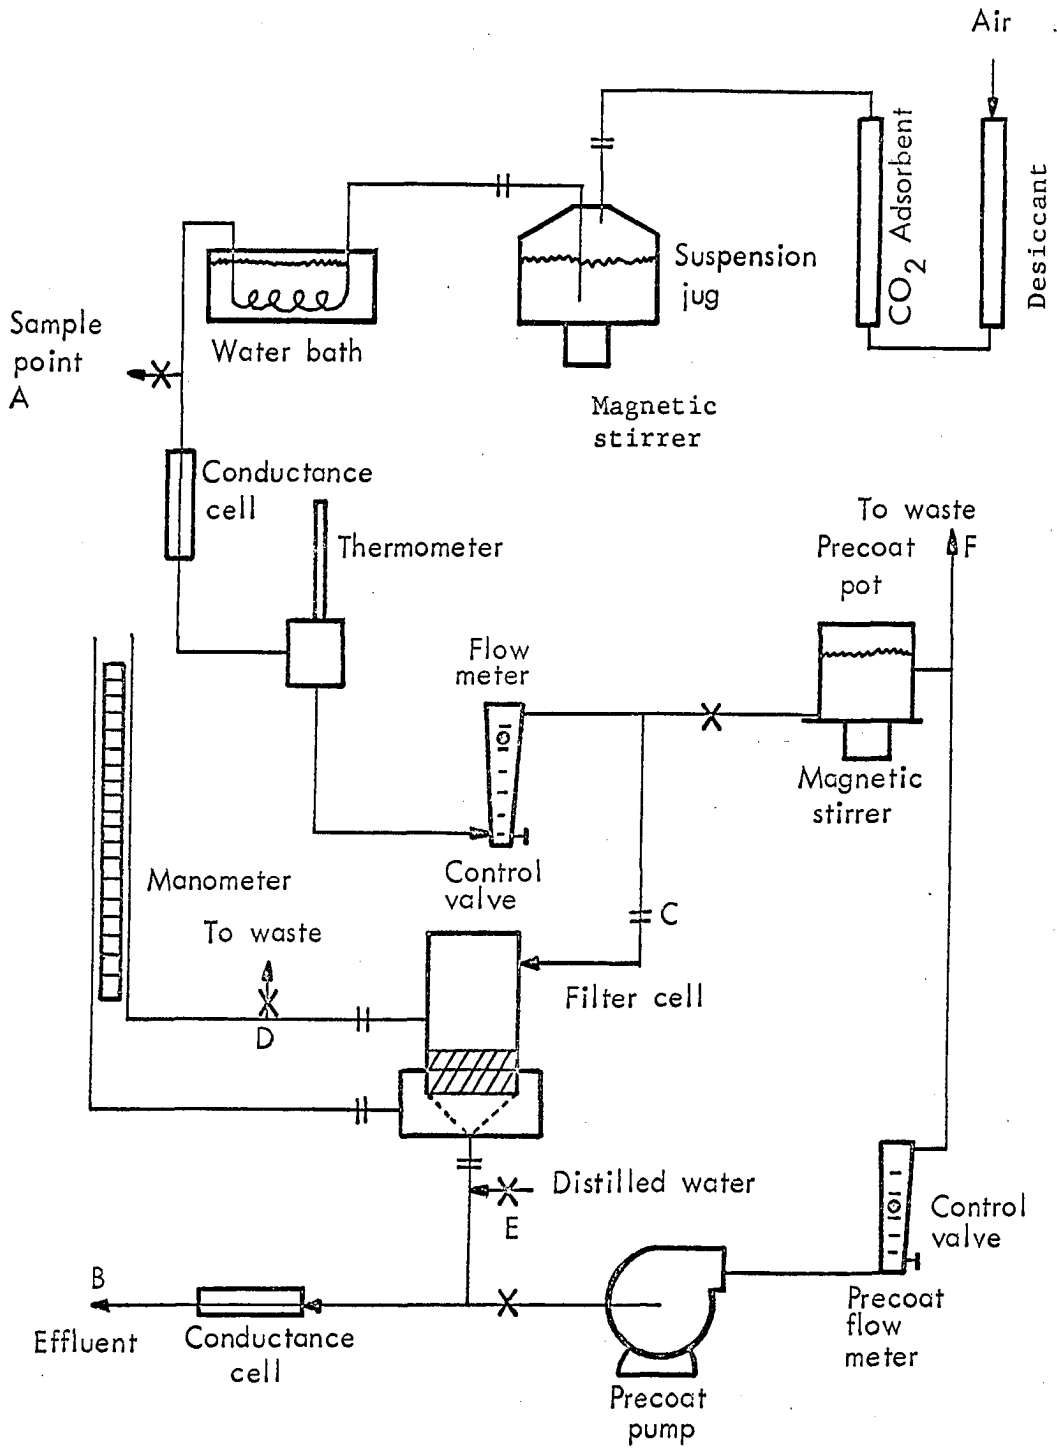 Air
CO2 Adsorbent
Desiccant
Suspension
jug
Magnetic
stirrer
Water bath
Sample
point
A
Conductance
cell
Thermometer
To waste
F
Precoat
pot
Flow
meter
Magnetic
stirrer
Control
valve
Manometer
To waste
D
C
Filter cell
Distilled water
E
Control
valve
B
Effluent
Conductance
cell
Precoat
flow
meter
Precoat
pump